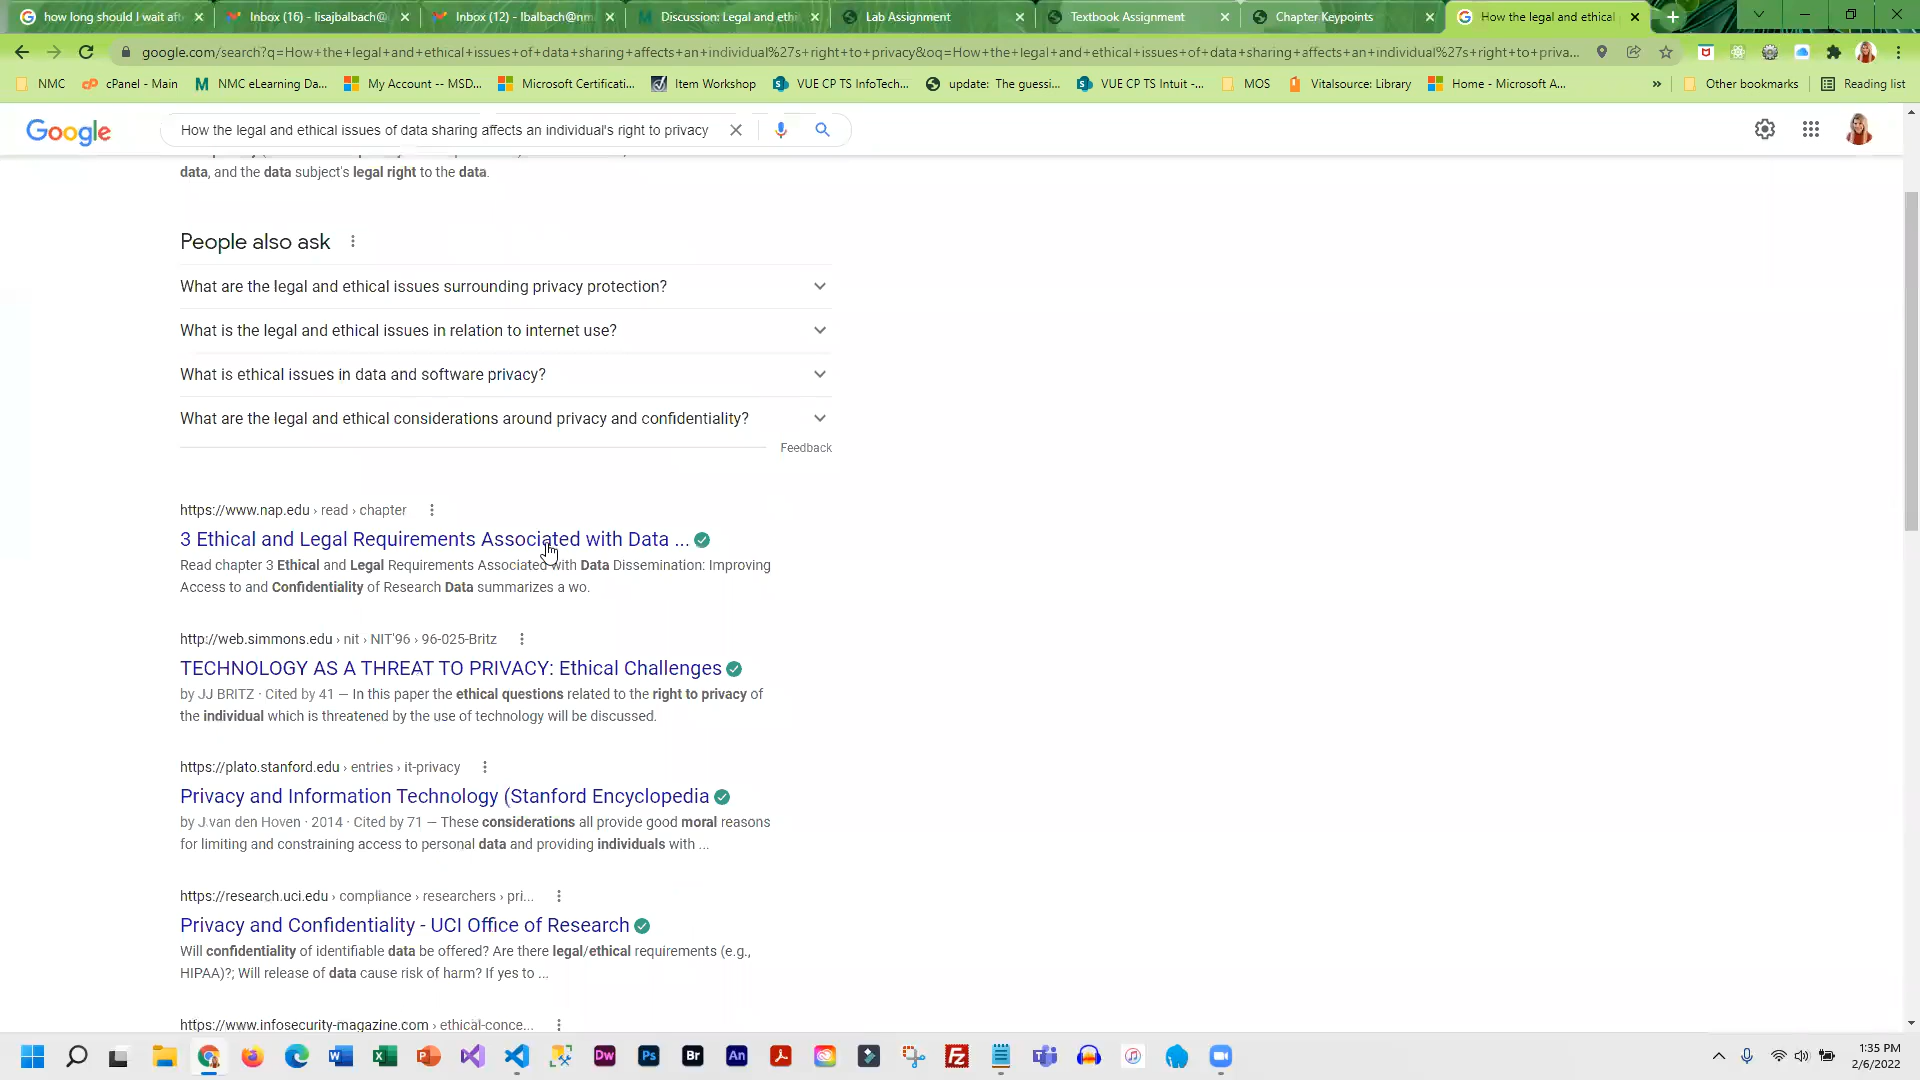 how long should I wait aft
Inbox (16) - lisajbalbach@
Inbox (12) - lbalbach@nm
Discussion: Legal and ethi
Lab Assignment
Textbook Assignment
Chapter Keypoints
How the legal and ethical
google.com/search?q=How+the+legal+and+ethical+issues+of+data+sharing+affects+an+individual%27s+right+to+privacy&oq=How+the+legal+and+ethical+issues+of+data+sharing+affects+an+individual%27s+right+to+priva...
NMC
cPanel - Main
NMC eLearning Da...
My Account -- MSD...
Microsoft Certificati...
Item Workshop
VUE CP TS InfoTech...
update: The guessi...
VUE CP TS Intuit -...
MOS
Vitalsource: Library
Home - Microsoft A...
»
Other bookmarks
Reading list
Google
How the legal and ethical issues of data sharing affects an individual's right to privacy
data, and the data subject's legal right to the data.
People also ask
What are the legal and ethical issues surrounding privacy protection?
What is the legal and ethical issues in relation to internet use?
What is ethical issues in data and software privacy?
What are the legal and ethical considerations around privacy and confidentiality?
Feedback
https://www.nap.edu › read › chapter
3 Ethical and Legal Requirements Associated with Data ...
Read chapter 3 Ethical and Legal Requirements Associated with Data Dissemination: Improving
Access to and Confidentiality of Research Data summarizes a wo.
http://web.simmons.edu › nit › NIT'96 › 96-025-Britz
TECHNOLOGY AS A THREAT TO PRIVACY: Ethical Challenges
by JJ BRITZ · Cited by 41 — In this paper the ethical questions related to the right to privacy of
the individual which is threatened by the use of technology will be discussed.
https://plato.stanford.edu › entries › it-privacy
Privacy and Information Technology (Stanford Encyclopedia
by J van den Hoven · 2014 · Cited by 71 — These considerations all provide good moral reasons
for limiting and constraining access to personal data and providing individuals with ...
https://research.uci.edu › compliance › researchers › pri...
Privacy and Confidentiality - UCI Office of Research
Will confidentiality of identifiable data be offered? Are there legal/ethical requirements (e.g.,
HIPAA)?; Will release of data cause risk of harm? If yes to ...
https://www.infosecurity-magazine.com › ethical-conce...
Dw
Ps
Br
An
Fz
1:35 PM
2/6/2022